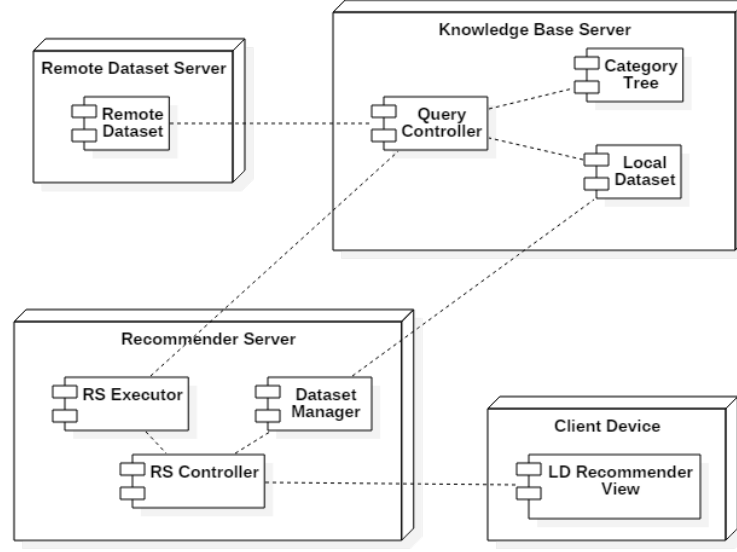 Remote Dataset Server
Remote
Dataset
Knowledge Base Server
Query
Controller
Category
Tree
Local
Dataset
Recommender Server
RS Executor
Dataset
Manager
RS Controller
Client Device
LD Recommender
View